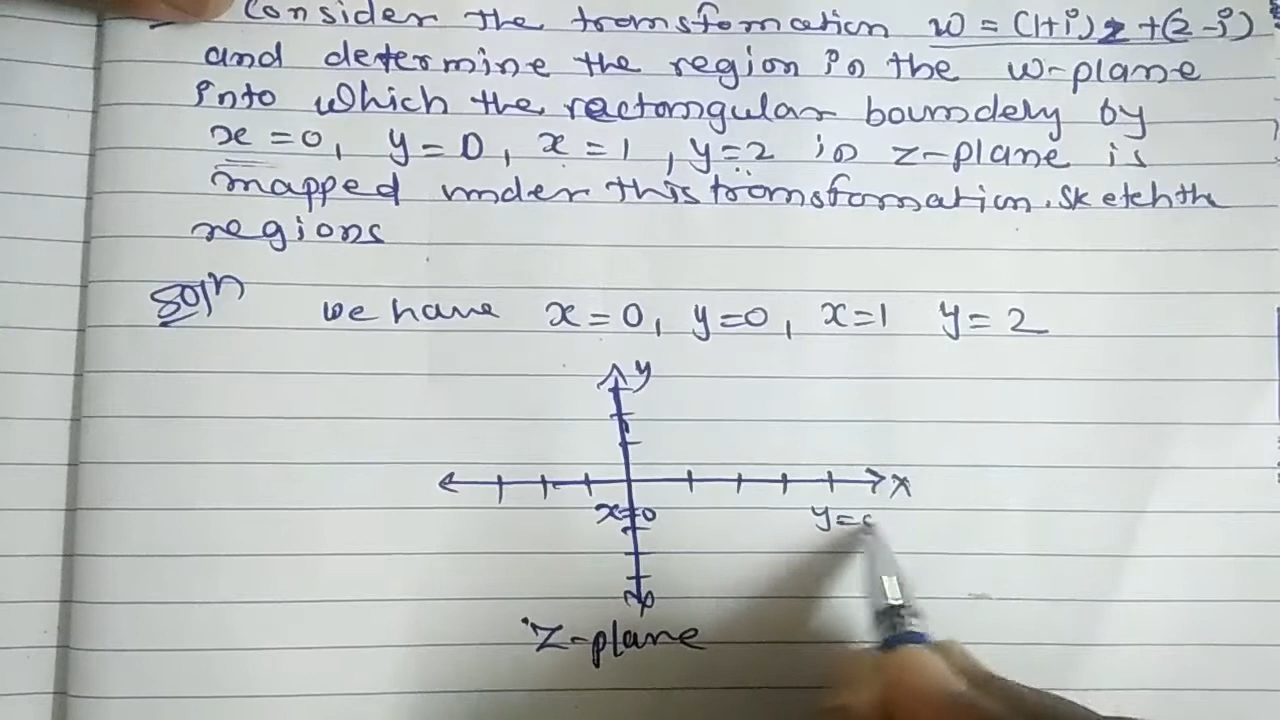 Consider the transformation w = (1+i)z+(2-i)
and determine the region in the w-plane
into which the rectangular boundely by
x=0, y=0, x=1, y=2 in z-plane is
mapped under this transformation. Sketch the
regions
Soln we have x=0, y=0, x=1 y=2
y
x
x=0
y=
Z-plane